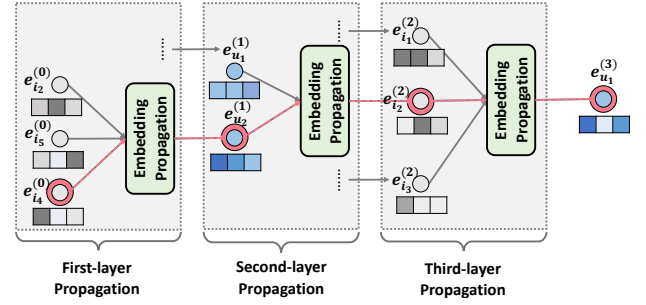 e_{i_2}^{(0)}
e_{i_5}^{(0)}
e_{i_4}^{(0)}
Embedding
Propagation
e_{u_1}^{(1)}
e_{u_2}^{(1)}
Embedding
Propagation
e_{i_1}^{(2)}
e_{i_2}^{(2)}
e_{i_3}^{(2)}
Embedding
Propagation
e_{u_1}^{(3)}
First-layer
Propagation
Second-layer
Propagation
Third-layer
Propagation